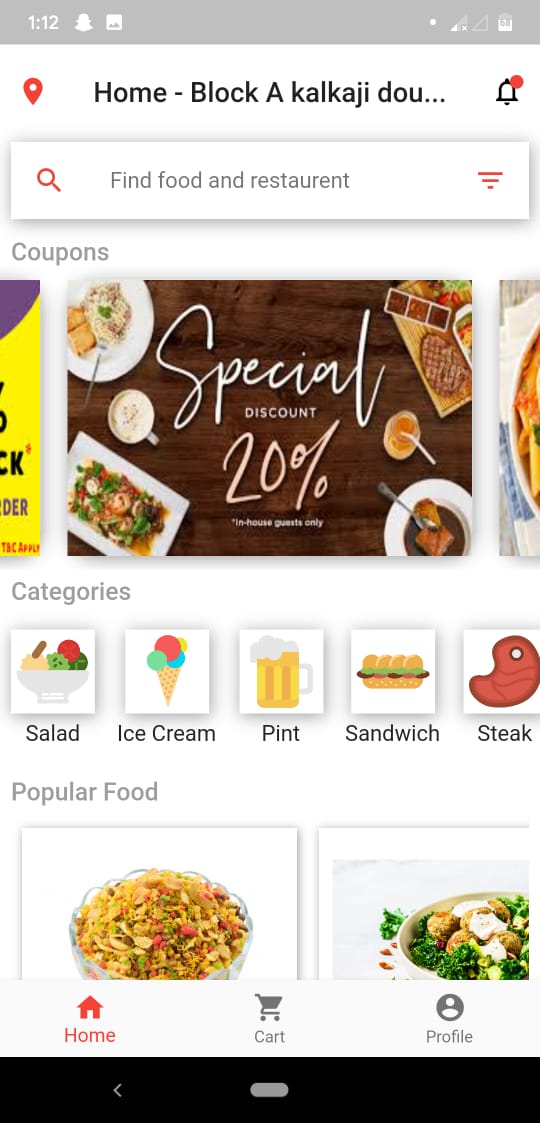 1:12
68
Home - Block A kalkaji dou...
Find food and restaurent
Coupons
CK*
RDER
T&C APPLY
Special
DISCOUNT
20%
*In-house guests only
Categories
Salad
Ice Cream
Pint
Sandwich
Steak
Popular Food
Home
Cart
Profile